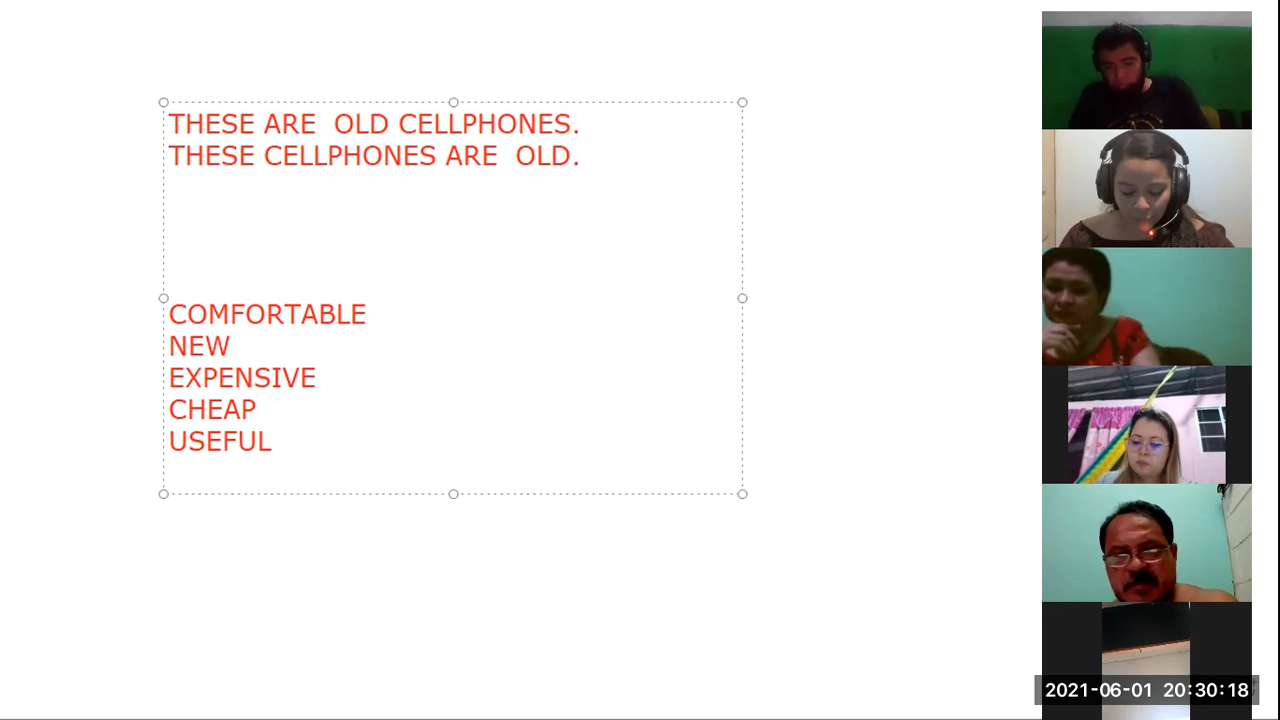 THESE ARE  OLD CELLPHONES.
THESE CELLPHONES ARE  OLD.
COMFORTABLE
NEW
EXPENSIVE
CHEAP
USEFUL
2021-06-01 20:30:18